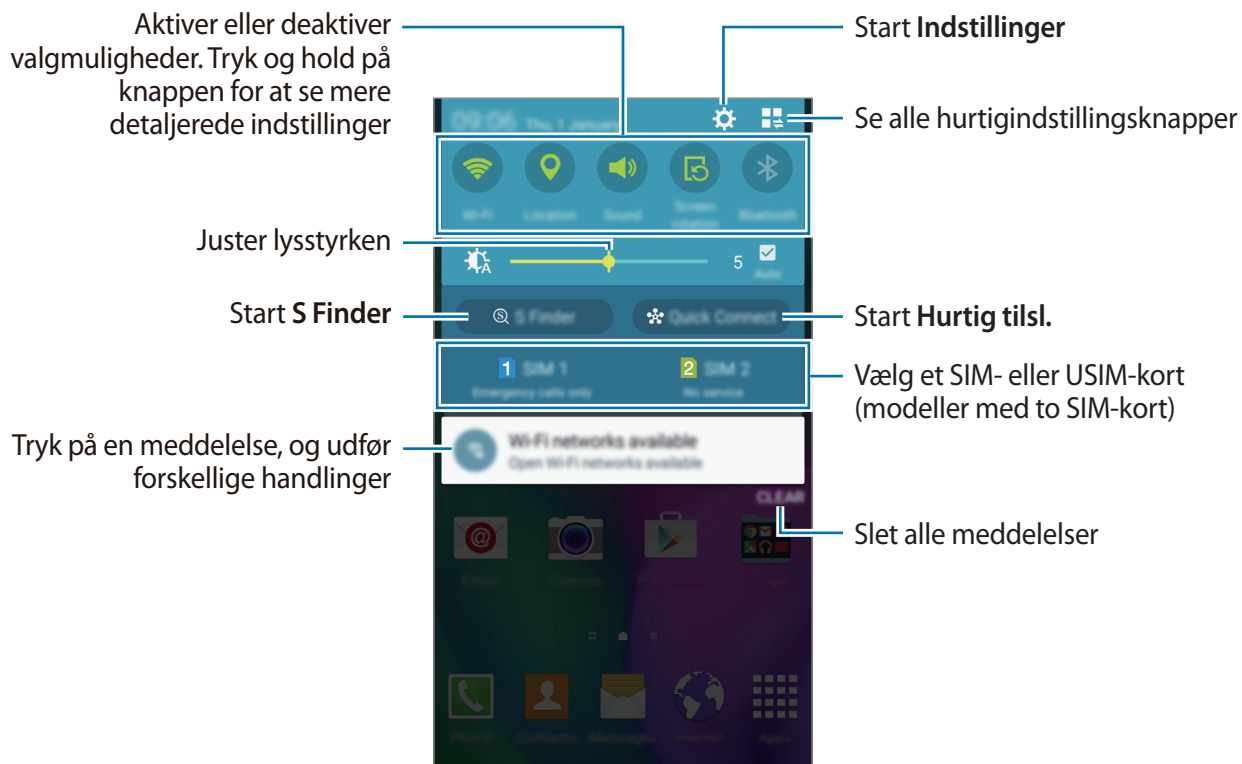 Aktiver eller deaktiver
valgmuligheder. Tryk og hold på
knappen for at se mere
detaljerede indstillinger
Start Indstillinger
Se alle hurtigindstillingsknapper
09:06 Thu, 1 January
Wi-Fi Location Sound Screen rotation Bluetooth
Juster lysstyrken
5
Auto
Start S Finder
S Finder
Quick Connect
Start Hurtig tilsl.
1 SIM 1
Emergency calls only
2 SIM 2
No service
Vælg et SIM- eller USIM-kort
(modeller med to SIM-kort)
Tryk på en meddelelse, og udfør
forskellige handlinger
Wi-Fi networks available
Open Wi-Fi networks available
CLEAR
Slet alle meddelelser
Email Camera Play Store
Phone Contacts Messages Internet Apps